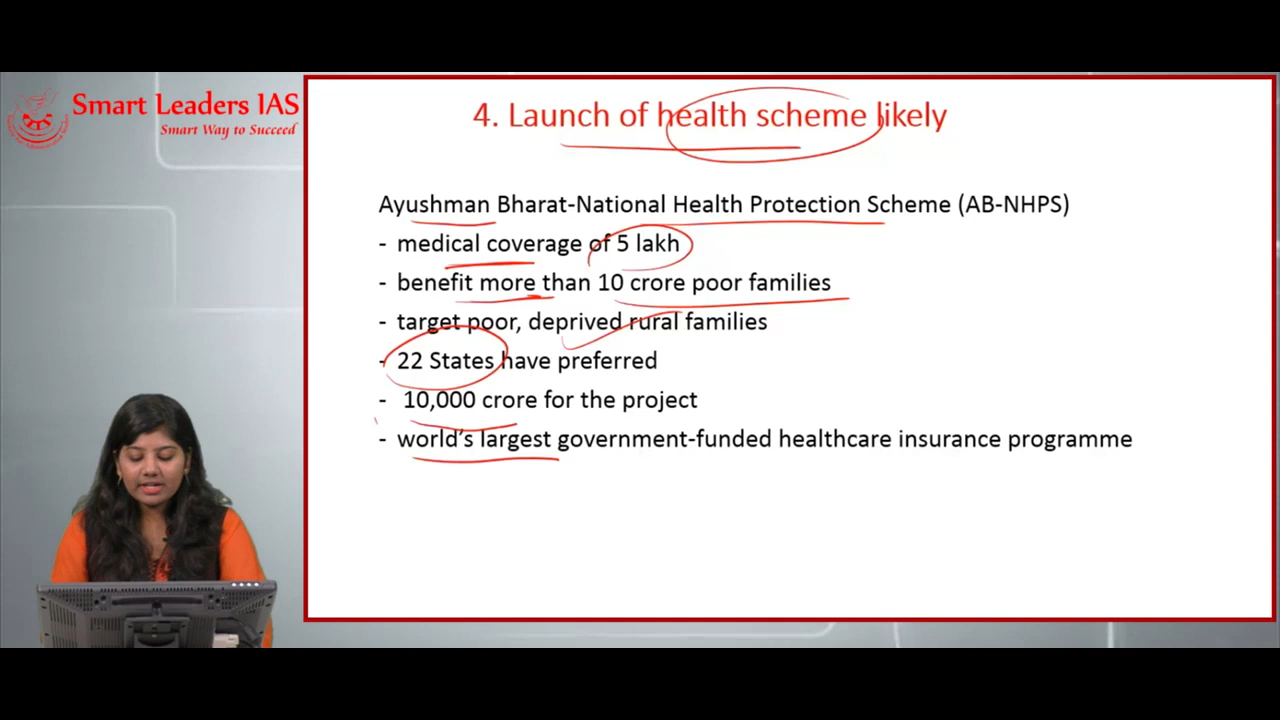 Smart Leaders IAS
Smart Way to Succeed
4. Launch of health scheme likely
Ayushman Bharat-National Health Protection Scheme (AB-NHPS)
- medical coverage of 5 lakh
- benefit more than 10 crore poor families
- target poor, deprived rural families
- 22 States have preferred
- 10,000 crore for the project
- world's largest government-funded healthcare insurance programme